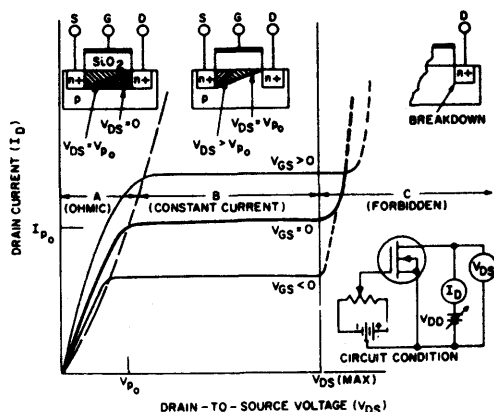 S G D
S G D
D
SiO2
n+ n+
n+ n+
n+
P
P
VDS=0
VDS=VPO
VDS=VPO
VDS>VPO
BREAKDOWN
VGS>0
A
(OHMIC)
B
(CONSTANT CURRENT)
C
(FORBIDDEN)
IPO
VGS=0
VGS<0
ID
VDS
VDD
CIRCUIT CONDITION
VPO
VDS(MAX)
DRAIN CURRENT (ID)
DRAIN-TO-SOURCE VOLTAGE (VDS)